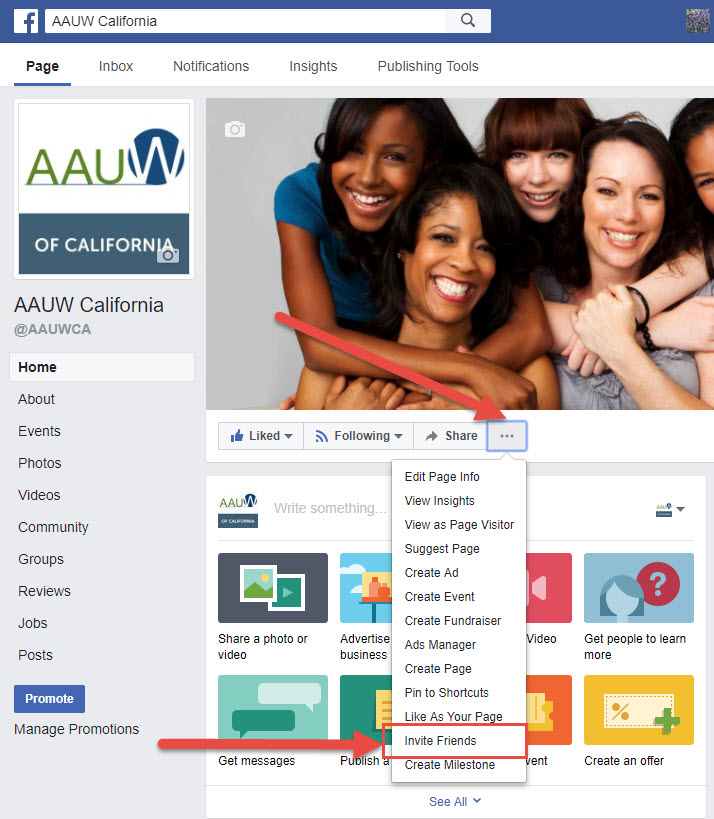 AAUW California
Page Inbox Notifications Insights Publishing Tools
AAUW
OF CALIFORNIA
AAUW California
@AAUWCA
Home
About
Events
Photos
Videos
Community
Groups
Reviews
Jobs
Posts
Promote
Manage Promotions
Liked Following Share ...
Edit Page Info
View Insights
View as Page Visitor
Suggest Page
Create Ad
Create Event
Create Fundraiser
Ads Manager
Create Page
Pin to Shortcuts
Like As Your Page
Invite Friends
Create Milestone
AAUW
OF CALIFORNIA
Write something...
AAUW
Share a photo or
video
Advertise
business
Video
Get people to learn
more
Get messages
Publish a
Create an offer
See All